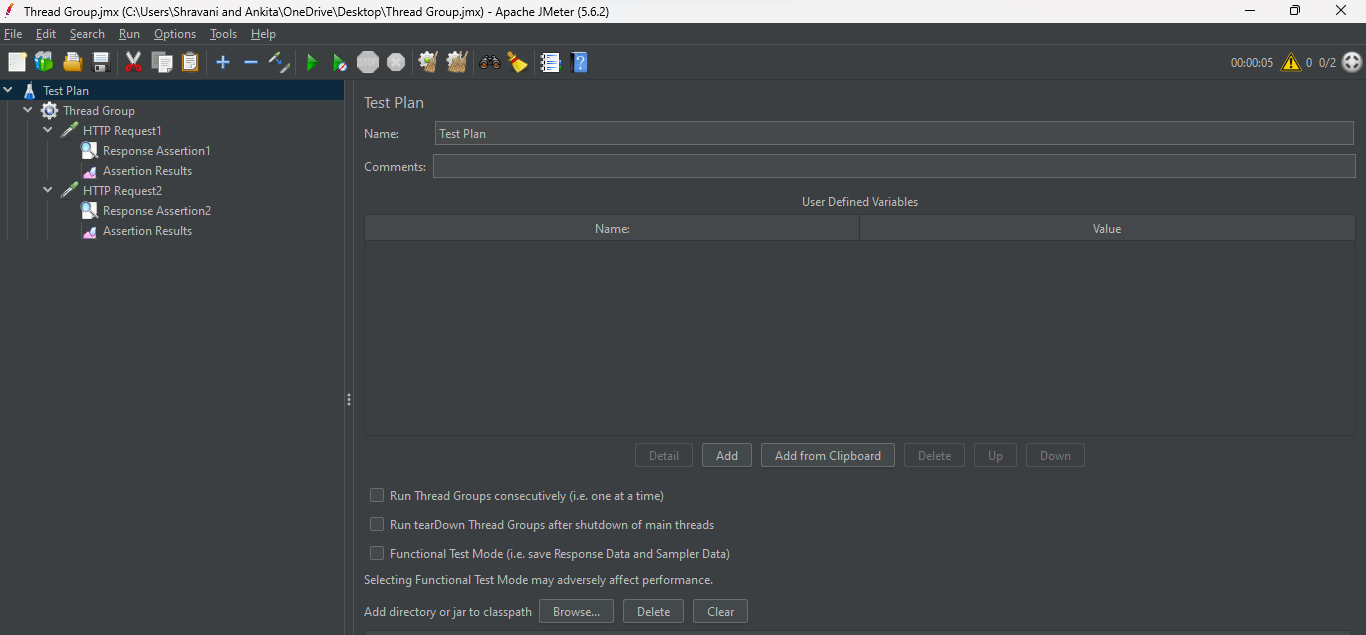 Thread Group.jmx (C:\Users\Shravani and Ankita\OneDrive\Desktop\Thread Group.jmx) - Apache JMeter (5.6.2)
File Edit Search Run Options Tools Help
STOP ? 00:00:05 0 0/2
Test Plan
Thread Group
HTTP Request1
Response Assertion1
Assertion Results
HTTP Request2
Response Assertion2
Assertion Results
Test Plan
Name: Test Plan
Comments:
User Defined Variables
Name: Value
Detail Add Add from Clipboard Delete Up Down
Run Thread Groups consecutively (i.e. one at a time)
Run tearDown Thread Groups after shutdown of main threads
Functional Test Mode (i.e. save Response Data and Sampler Data)
Selecting Functional Test Mode may adversely affect performance.
Add directory or jar to classpath Browse... Delete Clear